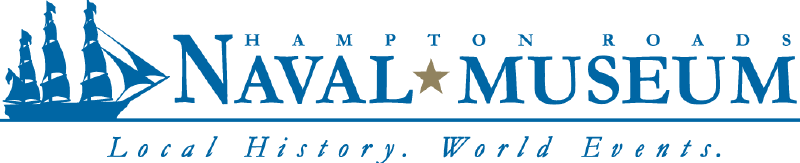 HAMPTON ROADS
NAVAL MUSEUM
Local History. World Events.